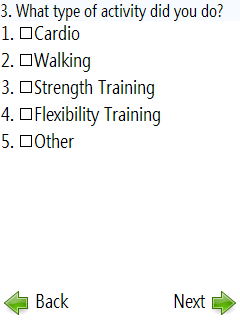 3. What type of activity did you do?
1. □Cardio
2. □Walking
3. □Strength Training
4. □Flexibility Training
5. □Other
Back Next